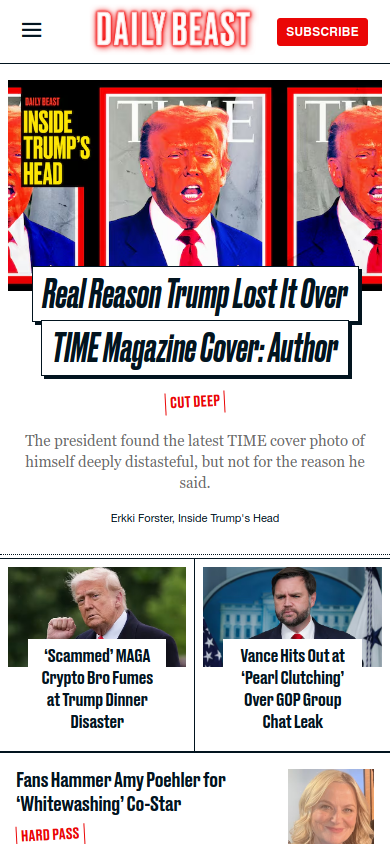 DAILY BEAST
SUBSCRIBE
DAILY BEAST
INSIDE
TRUMP'S
HEAD
TIME
TIM
Real Reason Trump Lost It Over
TIME Magazine Cover: Author
CUT DEEP
The president found the latest TIME cover photo of
himself deeply distasteful, but not for the reason he
said.
Erkki Forster, Inside Trump's Head
‘Scammed’ MAGA
Crypto Bro Fumes
at Trump Dinner
Disaster
Vance Hits Out at
‘Pearl Clutching’
Over GOP Group
Chat Leak
Fans Hammer Amy Poehler for
‘Whitewashing’ Co-Star
HARD PASS